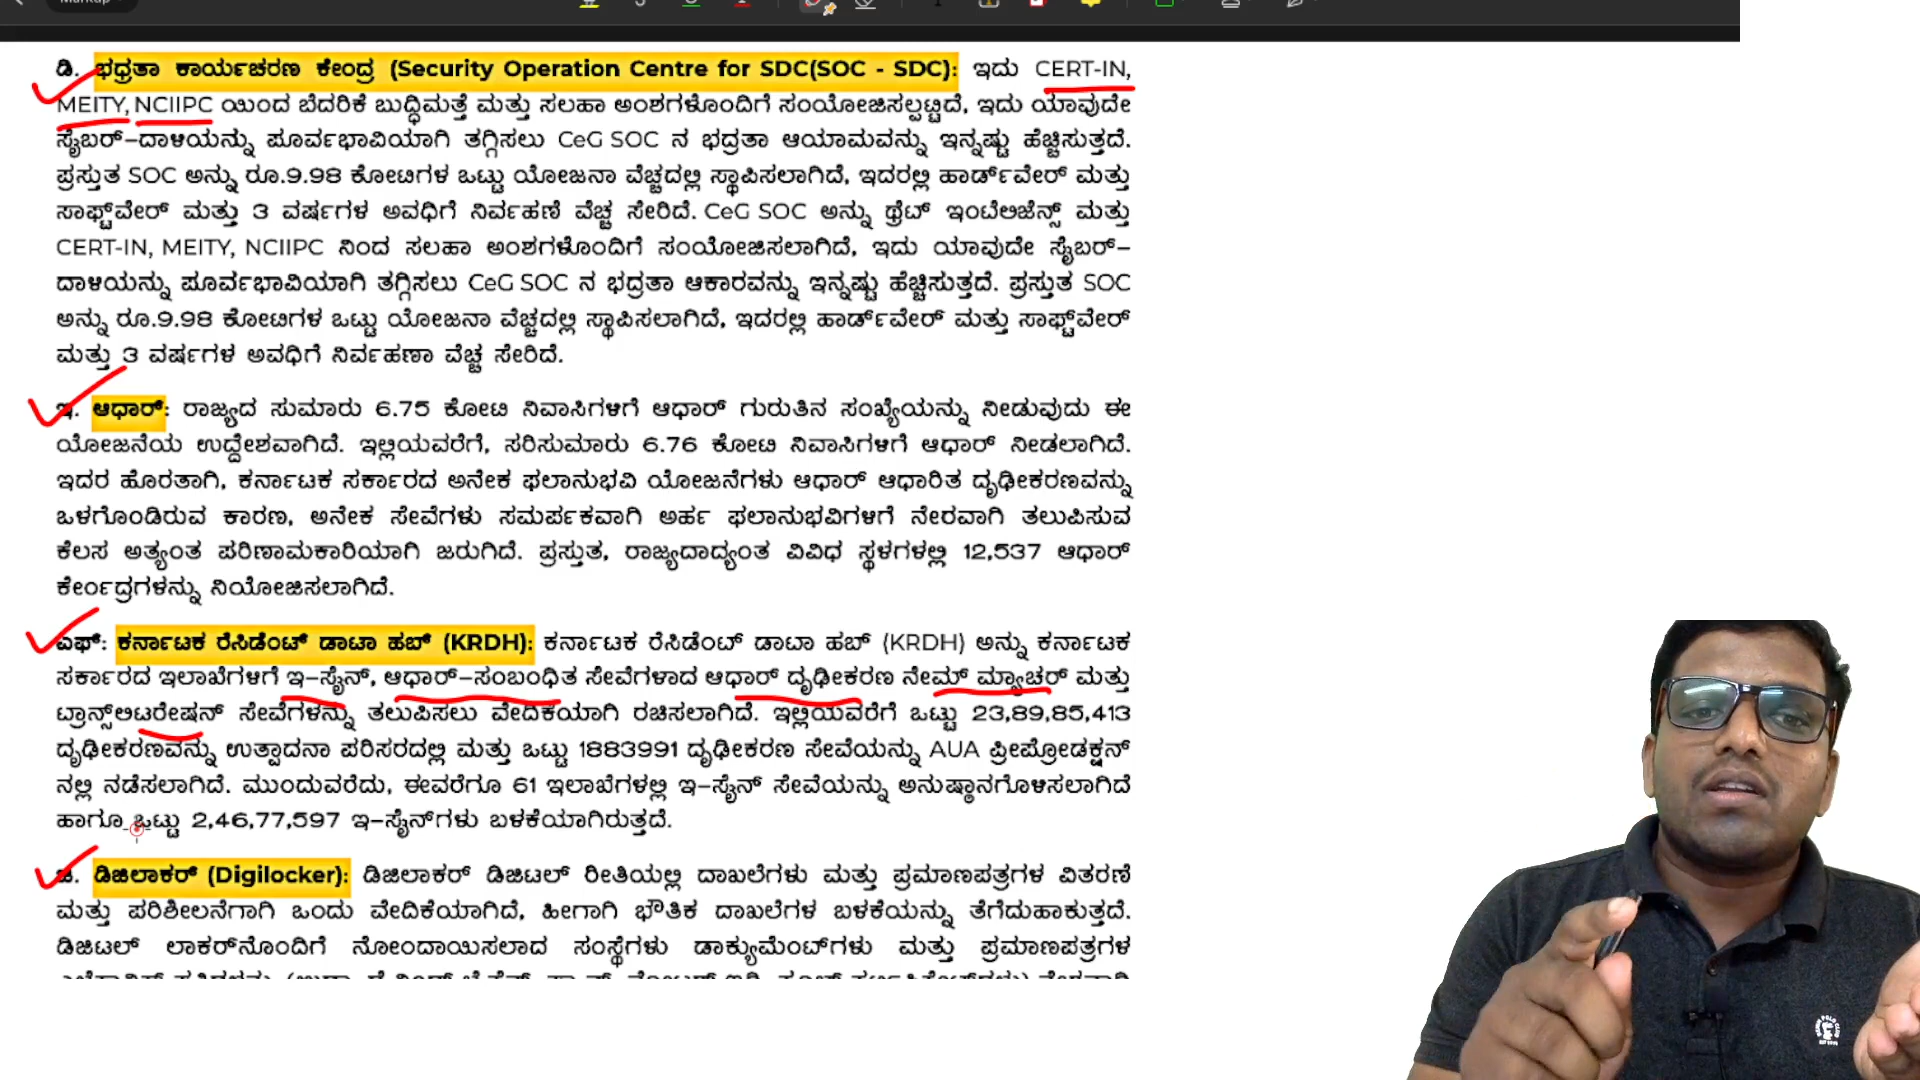 Markup
ಡಿ. ಭಧ್ರತಾ ಕಾರ್ಯಚರಣ ಕೇಂದ್ರ (Security Operation Centre for SDC(SOC - SDC): ಇದು CERT-IN,
MEITY, NCIIPC ಯಿಂದ ಬೆದರಿಕೆ ಬುದ್ಧಿಮತ್ತೆ ಮತ್ತು ಸಲಹಾ ಅಂಶಗಳೊಂದಿಗೆ ಸಂಯೋಜಿಸಲ್ಪಟ್ಟಿದೆ, ಇದು ಯಾವುದೇ
ಸೈಬರ್–ದಾಳಿಯನ್ನು ಪೂರ್ವಭಾವಿಯಾಗಿ ತಗ್ಗಿಸಲು CeG SOC ನ ಭದ್ರತಾ ಆಯಾಮವನ್ನು ಇನ್ನಷ್ಟು ಹೆಚ್ಚಿಸುತ್ತದೆ.
ಪ್ರಸ್ತುತ SOC ಅನ್ನು ರೂ.9.98 ಕೋಟಿಗಳ ಒಟ್ಟು ಯೋಜನಾ ವೆಚ್ಚದಲ್ಲಿ ಸ್ಥಾಪಿಸಲಾಗಿದೆ, ಇದರಲ್ಲಿ ಹಾರ್ಡ್‌ವೇರ್ ಮತ್ತು
ಸಾಫ್ಟ್‌ವೇರ್ ಮತ್ತು 3 ವರ್ಷಗಳ ಅವಧಿಗೆ ನಿರ್ವಹಣೆ ವೆಚ್ಚ ಸೇರಿದೆ. CeG SOC ಅನ್ನು ಥ್ರೆಟ್ ಇಂಟೆಲಿಜೆನ್ಸ್ ಮತ್ತು
CERT-IN, MEITY, NCIIPC ನಿಂದ ಸಲಹಾ ಅಂಶಗಳೊಂದಿಗೆ ಸಂಯೋಜಿಸಲಾಗಿದೆ, ಇದು ಯಾವುದೇ ಸೈಬರ್–
ದಾಳಿಯನ್ನು ಪೂರ್ವಭಾವಿಯಾಗಿ ತಗ್ಗಿಸಲು CeG SOC ನ ಭದ್ರತಾ ಆಕಾರವನ್ನು ಇನ್ನಷ್ಟು ಹೆಚ್ಚಿಸುತ್ತದೆ. ಪ್ರಸ್ತುತ SOC
ಅನ್ನು ರೂ.9.98 ಕೋಟಿಗಳ ಒಟ್ಟು ಯೋಜನಾ ವೆಚ್ಚದಲ್ಲಿ ಸ್ಥಾಪಿಸಲಾಗಿದೆ, ಇದರಲ್ಲಿ ಹಾರ್ಡ್‌ವೇರ್ ಮತ್ತು ಸಾಫ್ಟ್‌ವೇರ್
ಮತ್ತು 3 ವರ್ಷಗಳ ಅವಧಿಗೆ ನಿರ್ವಹಣಾ ವೆಚ್ಚ ಸೇರಿದೆ.
ಇ. ಆಧಾರ್: ರಾಜ್ಯದ ಸುಮಾರು 6.75 ಕೋಟಿ ನಿವಾಸಿಗಳಿಗೆ ಆಧಾರ್ ಗುರುತಿನ ಸಂಖ್ಯೆಯನ್ನು ನೀಡುವುದು ಈ
ಯೋಜನೆಯ ಉದ್ದೇಶವಾಗಿದೆ. ಇಲ್ಲಿಯವರೆಗೆ, ಸರಿಸುಮಾರು 6.76 ಕೋಟಿ ನಿವಾಸಿಗಳಿಗೆ ಆಧಾರ್ ನೀಡಲಾಗಿದೆ.
ಇದರ ಹೊರತಾಗಿ, ಕರ್ನಾಟಕ ಸರ್ಕಾರದ ಅನೇಕ ಫಲಾನುಭವಿ ಯೋಜನೆಗಳು ಆಧಾರ್ ಆಧಾರಿತ ದೃಢೀಕರಣವನ್ನು
ಒಳಗೊಂಡಿರುವ ಕಾರಣ, ಅನೇಕ ಸೇವೆಗಳು ಸಮರ್ಪಕವಾಗಿ ಅರ್ಹ ಫಲಾನುಭವಿಗಳಿಗೆ ನೇರವಾಗಿ ತಲುಪಿಸುವ
ಕೆಲಸ ಅತ್ಯಂತ ಪರಿಣಾಮಕಾರಿಯಾಗಿ ಜರುಗಿದೆ. ಪ್ರಸ್ತುತ, ರಾಜ್ಯದಾದ್ಯಂತ ವಿವಿಧ ಸ್ಥಳಗಳಲ್ಲಿ 12,537 ಆಧಾರ್
ಕೇರ್ಂದ್ರಗಳನ್ನು ನಿಯೋಜಿಸಲಾಗಿದೆ.
ಎಫ್: ಕರ್ನಾಟಕ ರೆಸಿಡೆಂಟ್ ಡಾಟಾ ಹಬ್ (KRDH): ಕರ್ನಾಟಕ ರೆಸಿಡೆಂಟ್ ಡಾಟಾ ಹಬ್ (KRDH) ಅನ್ನು ಕರ್ನಾಟಕ
ಸರ್ಕಾರದ ಇಲಾಖೆಗಳಿಗೆ ಇ–ಸೈನ್, ಆಧಾರ್–ಸಂಬಂಧಿತ ಸೇವೆಗಳಾದ ಆಧಾರ್ ದೃಢೀಕರಣ ನೇಮ್ ಮ್ಯಾಚರ್ ಮತ್ತು
ಟ್ರಾನ್ಸ್‌ಲಿಟರೇಷನ್ ಸೇವೆಗಳನ್ನು ತಲುಪಿಸಲು ವೇದಿಕೆಯಾಗಿ ರಚಿಸಲಾಗಿದೆ. ಇಲ್ಲಿಯವರೆಗೆ ಒಟ್ಟು 23,89,85,413
ದೃಢೀಕರಣವನ್ನು ಉತ್ಪಾದನಾ ಪರಿಸರದಲ್ಲಿ ಮತ್ತು ಒಟ್ಟು 1883991 ದೃಢೀಕರಣ ಸೇವೆಯನ್ನು AUA ಪ್ರೀಪ್ರೋಡಕ್ಷನ್
ನಲ್ಲಿ ನಡೆಸಲಾಗಿದೆ. ಮುಂದುವರೆದು, ಈವರೆಗೂ 61 ಇಲಾಖೆಗಳಲ್ಲಿ ಇ–ಸೈನ್ ಸೇವೆಯನ್ನು ಅನುಷ್ಠಾನಗೊಳಿಸಲಾಗಿದೆ
ಹಾಗೂ ಒಟ್ಟು 2,46,77,597 ಇ–ಸೈನ್‌ಗಳು ಬಳಕೆಯಾಗಿರುತ್ತದೆ.
ಜಿ. ಡಿಜಿಲಾಕರ್ (Digilocker): ಡಿಜಿಲಾಕರ್ ಡಿಜಿಟಲ್ ರೀತಿಯಲ್ಲಿ ದಾಖಲೆಗಳು ಮತ್ತು ಪ್ರಮಾಣಪತ್ರಗಳ ವಿತರಣೆ
ಮತ್ತು ಪರಿಶೀಲನೆಗಾಗಿ ಒಂದು ವೇದಿಕೆಯಾಗಿದೆ, ಹೀಗಾಗಿ ಭೌತಿಕ ದಾಖಲೆಗಳ ಬಳಕೆಯನ್ನು ತೆಗೆದುಹಾಕುತ್ತದೆ.
ಡಿಜಿಟಲ್ ಲಾಕರ್‌ನೊಂದಿಗೆ ನೋಂದಾಯಿಸಲಾದ ಸಂಸ್ಥೆಗಳು ಡಾಕ್ಯುಮೆಂಟ್‌ಗಳು ಮತ್ತು ಪ್ರಮಾಣಪತ್ರಗಳ